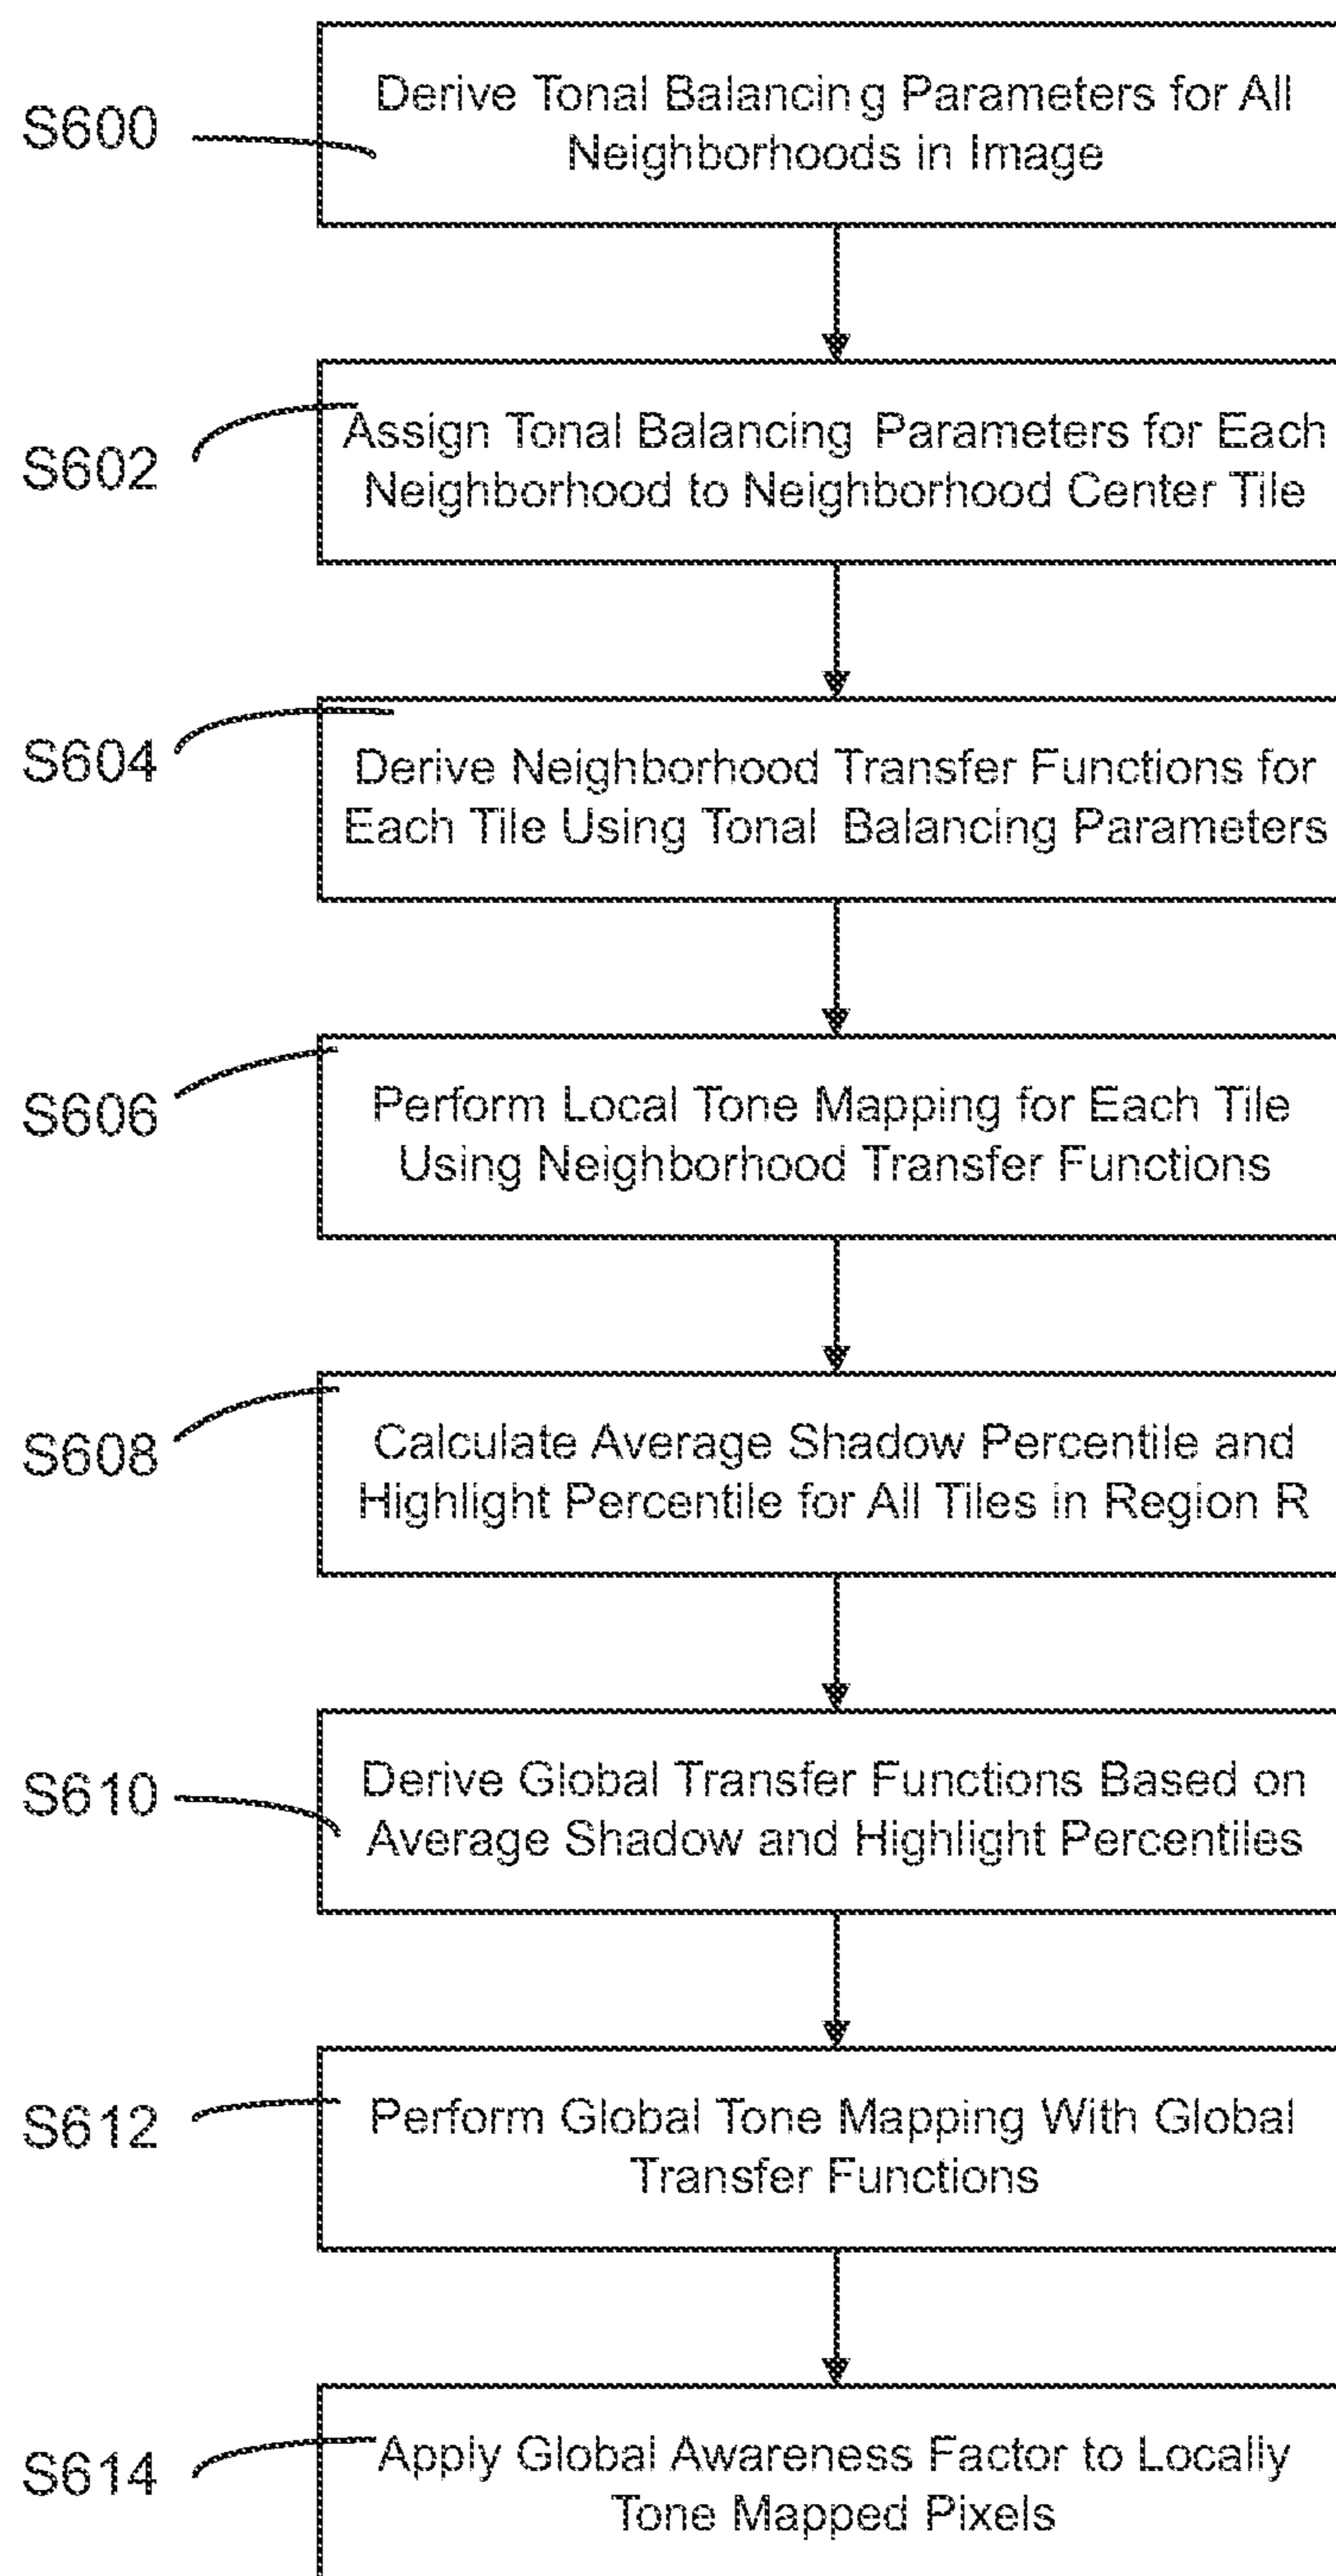 S600
Derive Tonal Balancing Parameters for All
Neighborhoods in Image
S602
Assign Tonal Balancing Parameters for Each
Neighborhood to Neighborhood Center Tile
S604
Derive Neighborhood Transfer Functions for
Each Tile Using Tonal Balancing Parameters
S606
Perform Local Tone Mapping for Each Tile
Using Neighborhood Transfer Functions
S608
Calculate Average Shadow Percentile and
Highlight Percentile for All Tiles in Region R
S610
Derive Global Transfer Functions Based on
Average Shadow and Highlight Percentiles
S612
Perform Global Tone Mapping With Global
Transfer Functions
S614
Apply Global Awareness Factor to Locally
Tone Mapped Pixels